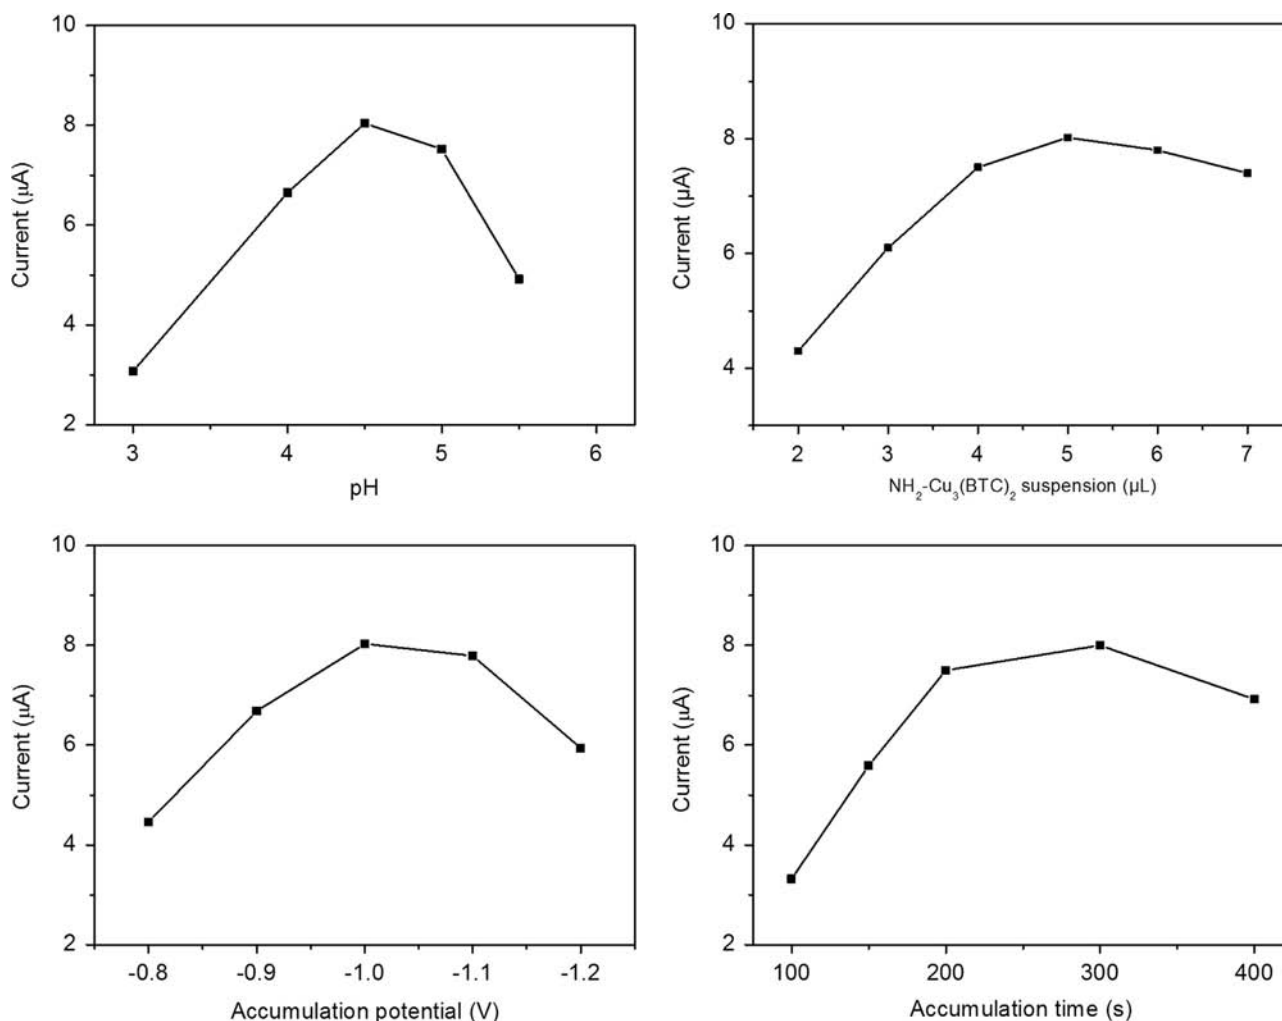 10
8
6
4
2
Current (μA)
3 4 5 6
pH
10
8
6
4
Current (μA)
2 3 4 5 6 7
NH₂-Cu₃(BTC)₂ suspension (μL)
10
8
6
4
2
Current (μA)
-0.8 -0.9 -1.0 -1.1 -1.2
Accumulation potential (V)
10
8
6
4
2
Current (μA)
100 200 300 400
Accumulation time (s)